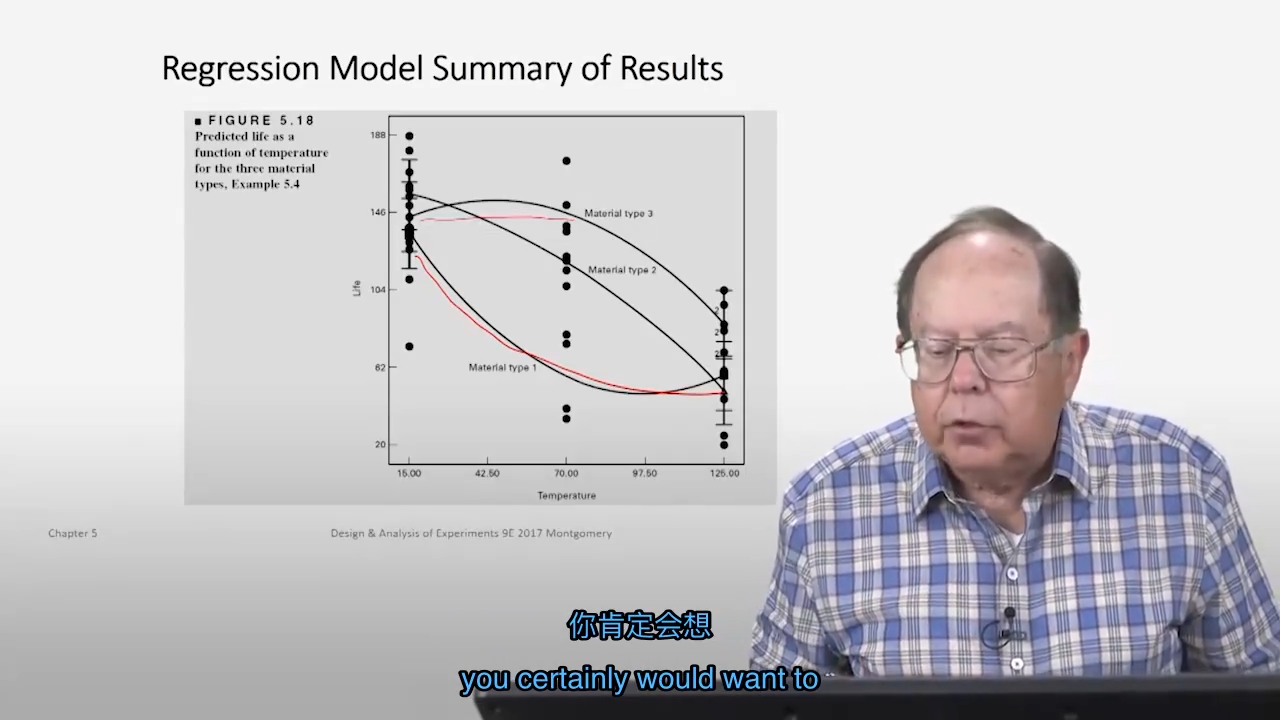 Regression Model Summary of Results
■ FIGURE 5.18
Predicted life as a
function of temperature
for the three material
types, Example 5.4
188
146
104
62
20
Life
Material type 3
Material type 2
Material type 1
2
2
2
15.00 42.50 70.00 97.50 125.00
Temperature
Chapter 5
Design & Analysis of Experiments 9E 2017 Montgomery
你肯定会想
you certainly would want to